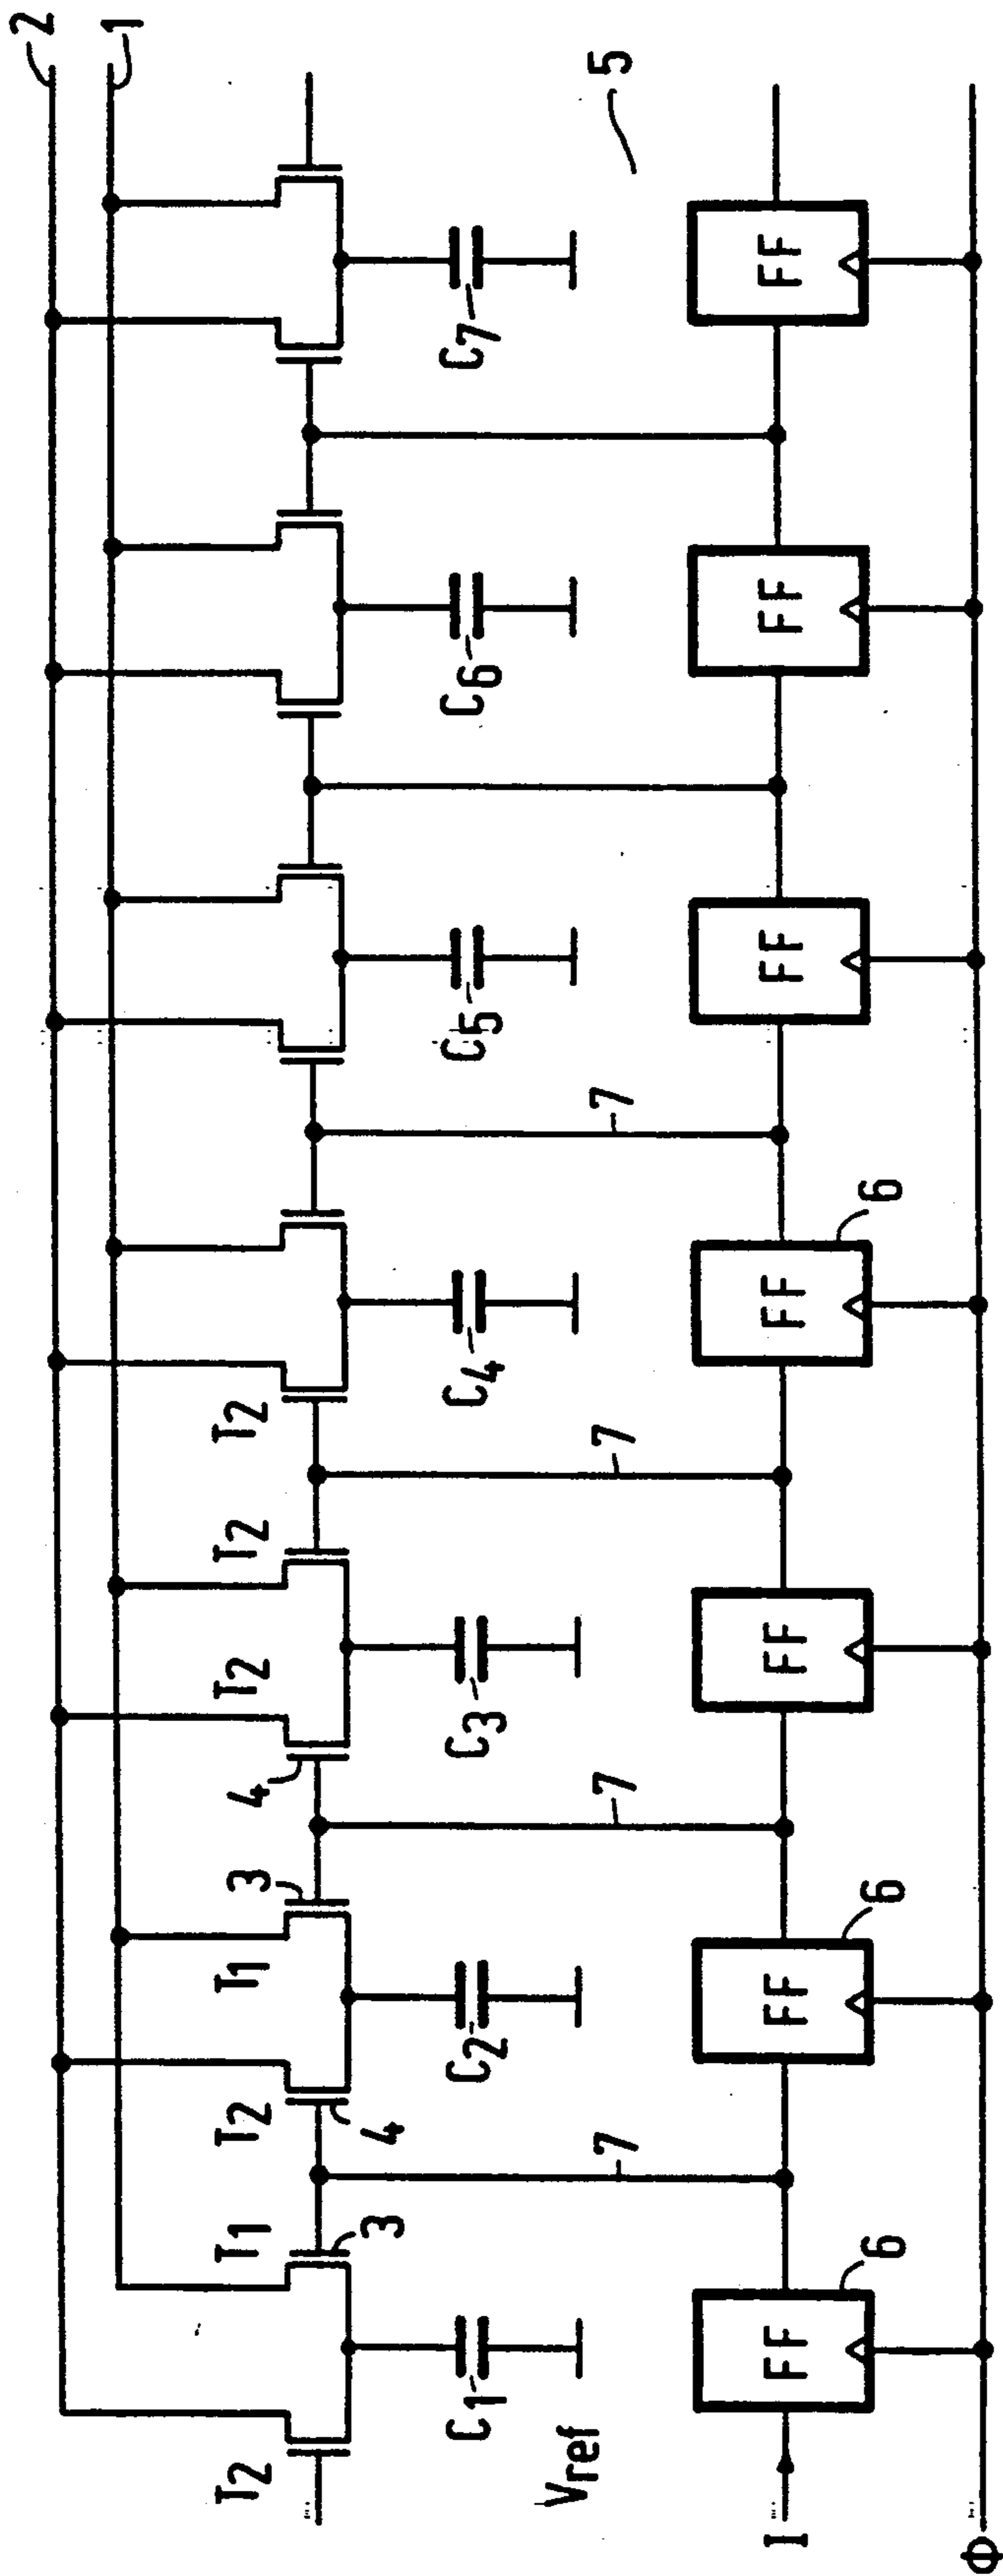 2
1
T2 T1 T2 T1 3 4 T2 T2 T2
3 4
C1 C2 C3 C4 C5 C6 C7
Vref
7 7 7 7 5
I FF FF FF FF FF FF FF
6 6 6
Φ